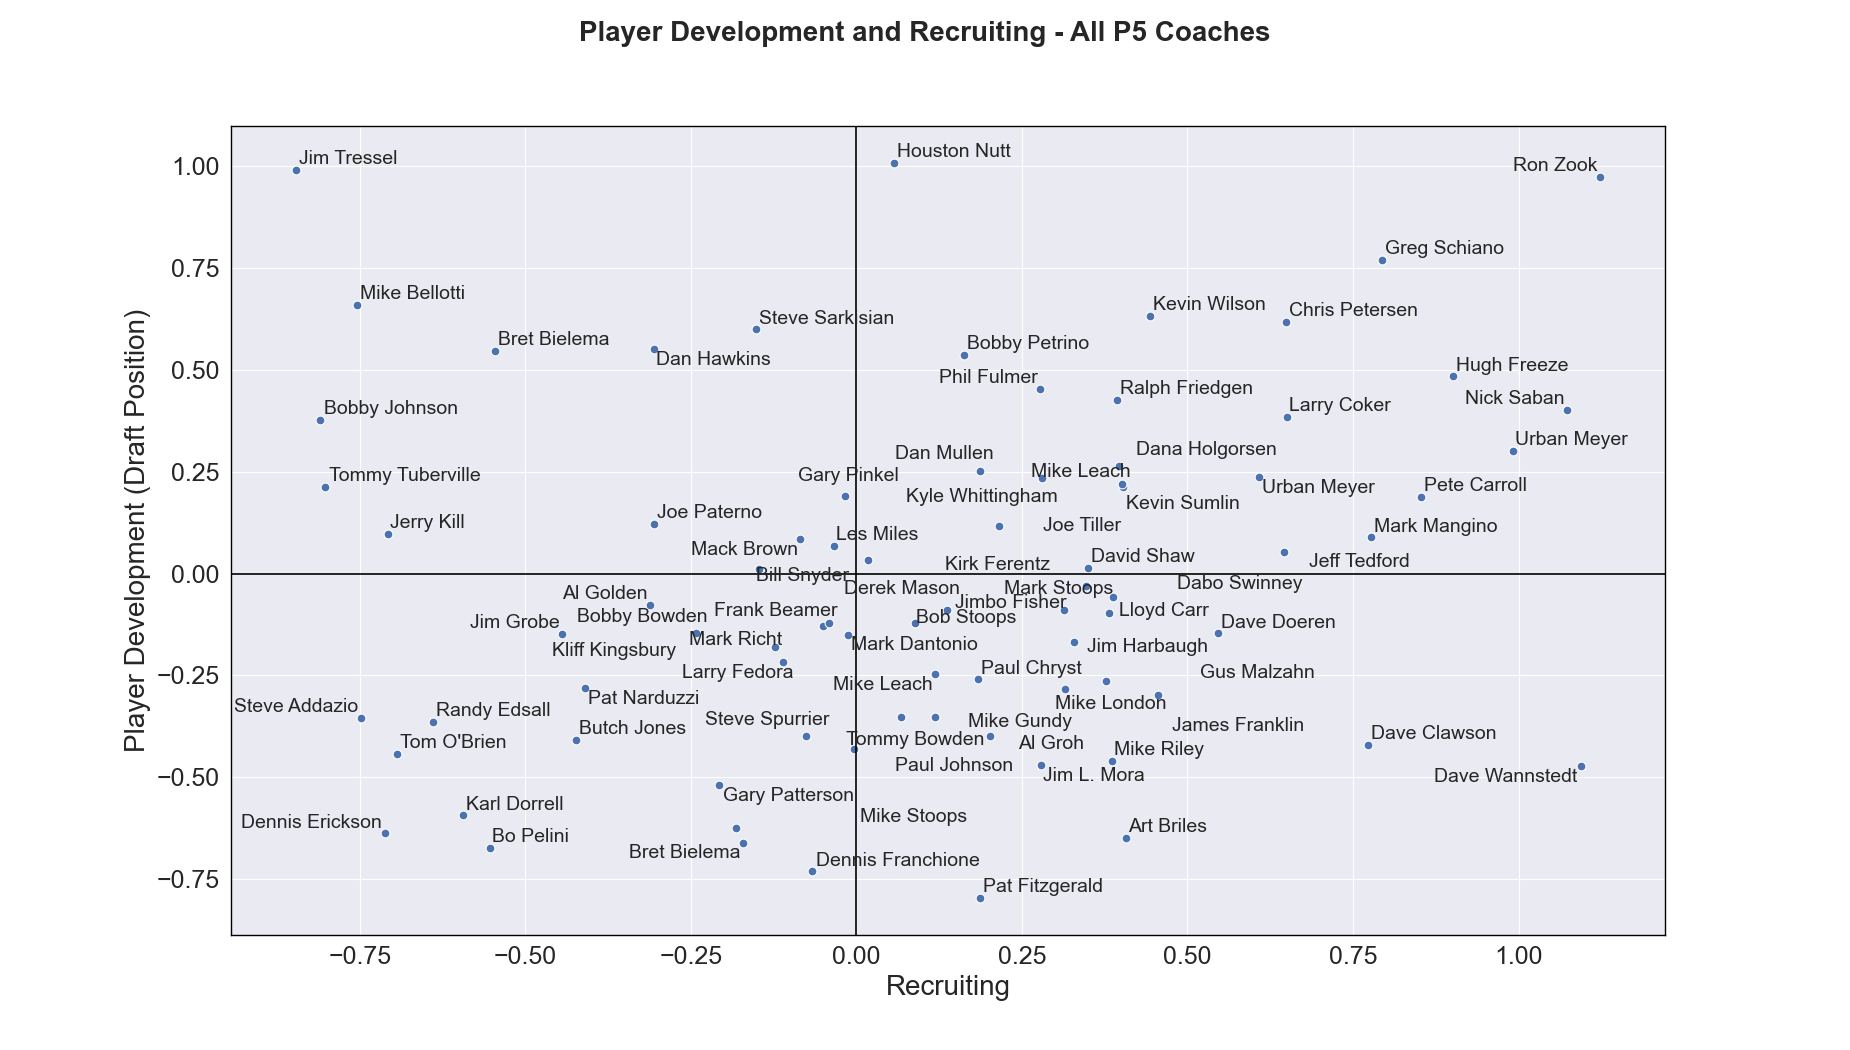 Player Development and Recruiting - All P5 Coaches
Player Development (Draft Position)
1.00
0.75
0.50
0.25
0.00
−0.25
−0.50
−0.75
Houston Nutt
Jim Tressel
Ron Zook
Greg Schiano
Mike Bellotti
Kevin Wilson
Chris Petersen
Steve Sarkisian
Bret Bielema
Bobby Petrino
Dan Hawkins
Hugh Freeze
Phil Fulmer
Ralph Friedgen
Nick Saban
Larry Coker
Bobby Johnson
Urban Meyer
Dana Holgorsen
Dan Mullen
Mike Leach
Tommy Tuberville
Gary Pinkel
Pete Carroll
Urban Meyer
Kyle Whittingham
Kevin Sumlin
Joe Paterno
Jerry Kill
Joe Tiller
Mark Mangino
Les Miles
Mack Brown
David Shaw
Jeff Tedford
Kirk Ferentz
Bill Snyder
Dabo Swinney
Derek Mason
Mark Stoops
Al Golden
Jimbo Fisher
Frank Beamer
Lloyd Carr
Bobby Bowden
Bob Stoops
Jim Grobe
Dave Doeren
Mark Richt
Mark Dantonio
Jim Harbaugh
Kliff Kingsbury
Paul Chryst
Larry Fedora
Gus Malzahn
Mike Leach
Pat Narduzzi
Mike London
Steve Addazio
Randy Edsall
Steve Spurrier
Mike Gundy
James Franklin
Butch Jones
Dave Clawson
Tommy Bowden
Tom O'Brien
Al Groh
Mike Riley
Paul Johnson
Jim L. Mora
Dave Wannstedt
Gary Patterson
Karl Dorrell
Mike Stoops
Dennis Erickson
Art Briles
Bo Pelini
Bret Bielema
Dennis Franchione
Pat Fitzgerald
−0.75
−0.50
−0.25
0.00
0.25
0.50
0.75
1.00
Recruiting